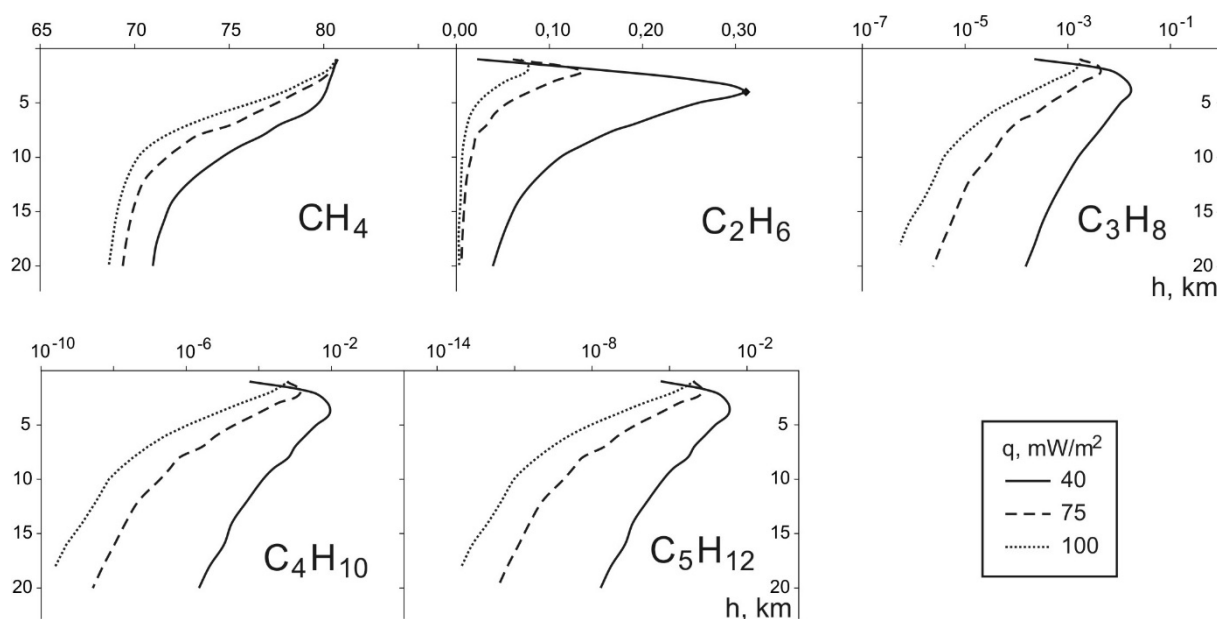 65 70 75 80
0,00 0,10 0,20 0,30
10⁻⁷ 10⁻⁵ 10⁻³ 10⁻¹
5
10
15
20
CH₄
C₂H₆
C₃H₈
5
10
15
20
h, km
10⁻¹⁰ 10⁻⁶ 10⁻²
10⁻¹⁴ 10⁻⁸ 10⁻²
5
10
15
20
C₄H₁₀
C₅H₁₂
5
10
15
20
h, km
q, mW/m²
40
75
100